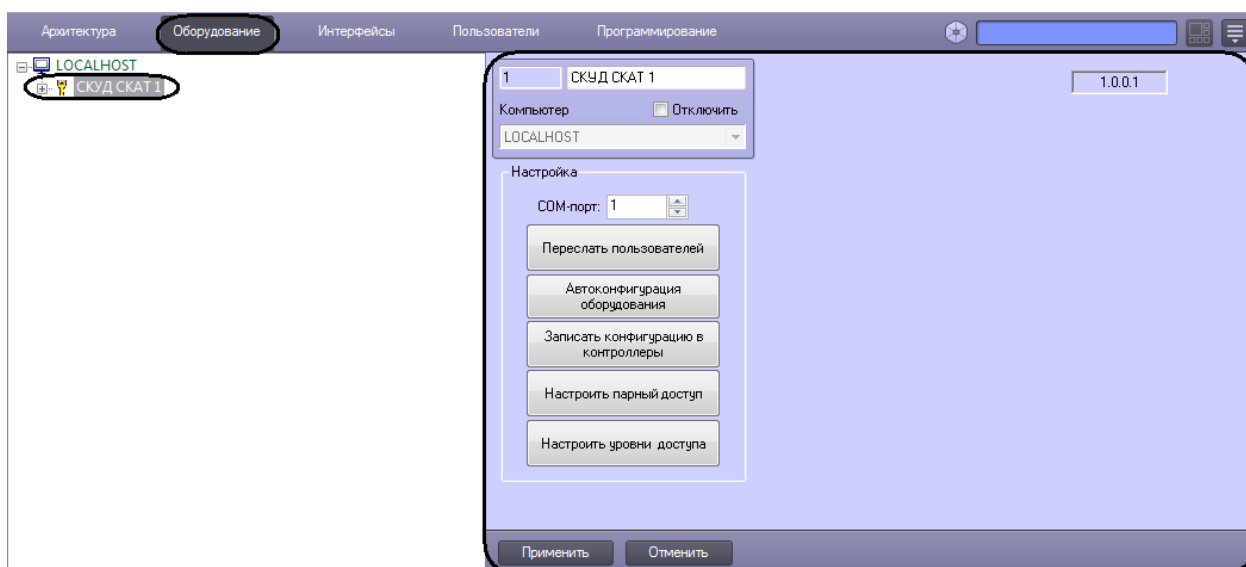 Архитектура Оборудование Интерфейсы Пользователи Программирование
LOCALHOST
СКУД СКАТ 1
1 СКУД СКАТ 1
1.0.0.1
Компьютер Отключить
LOCALHOST
Настройка
COM-порт: 1
Переслать пользователей
Автоконфигурация
оборудования
Записать конфигурацию в
контроллеры
Настроить парный доступ
Настроить уровни доступа
Применить Отменить